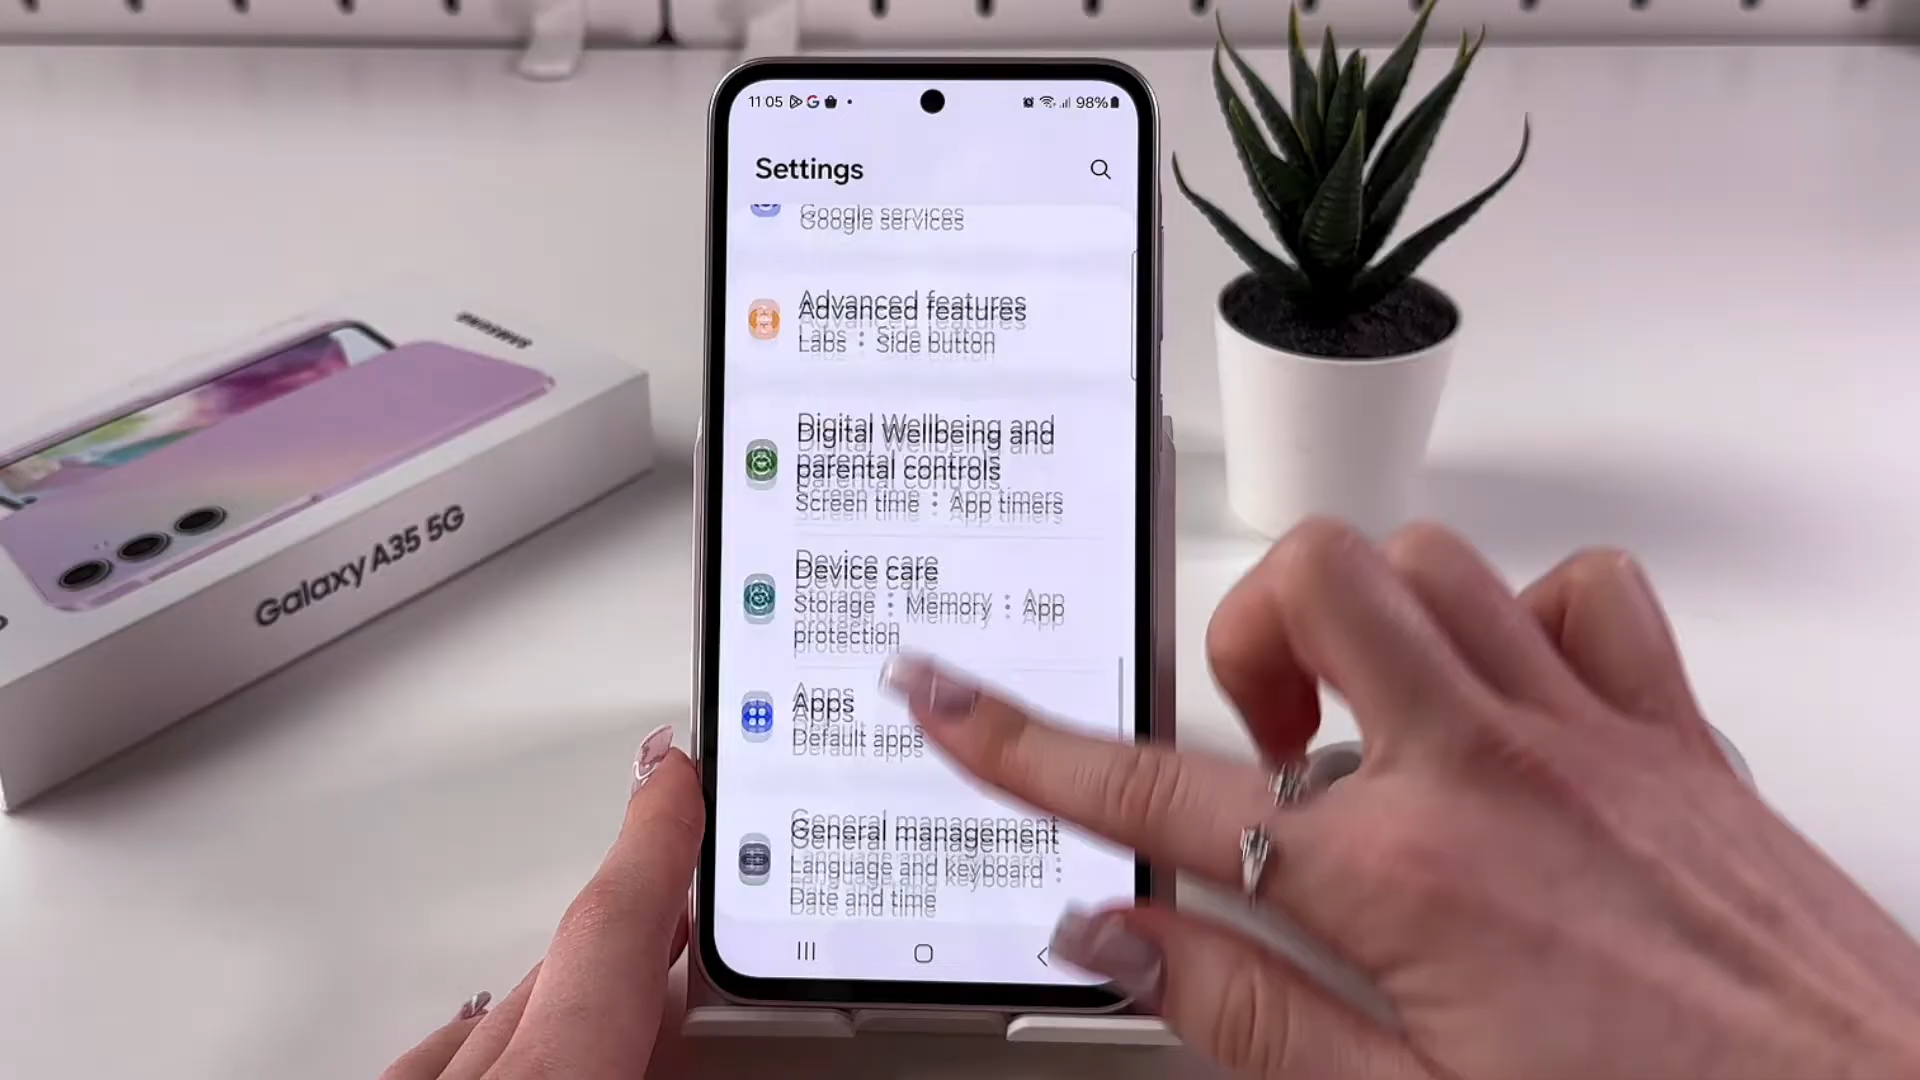 11:05
98%
Settings
Google services
Advanced features
Labs • Side button
Digital Wellbeing and
parental controls
Screen time • App timers
Device care
Storage • Memory • App
protection
Apps
Default apps
General management
Language and keyboard •
Date and time
SAMSUNG
Galaxy A35 5G